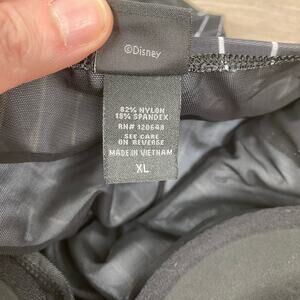 ©Disney
82% NYLON
18% SPANDEX
RN# 120648
SEE CARE
ON REVERSE
MADE IN VIETNAM
XL